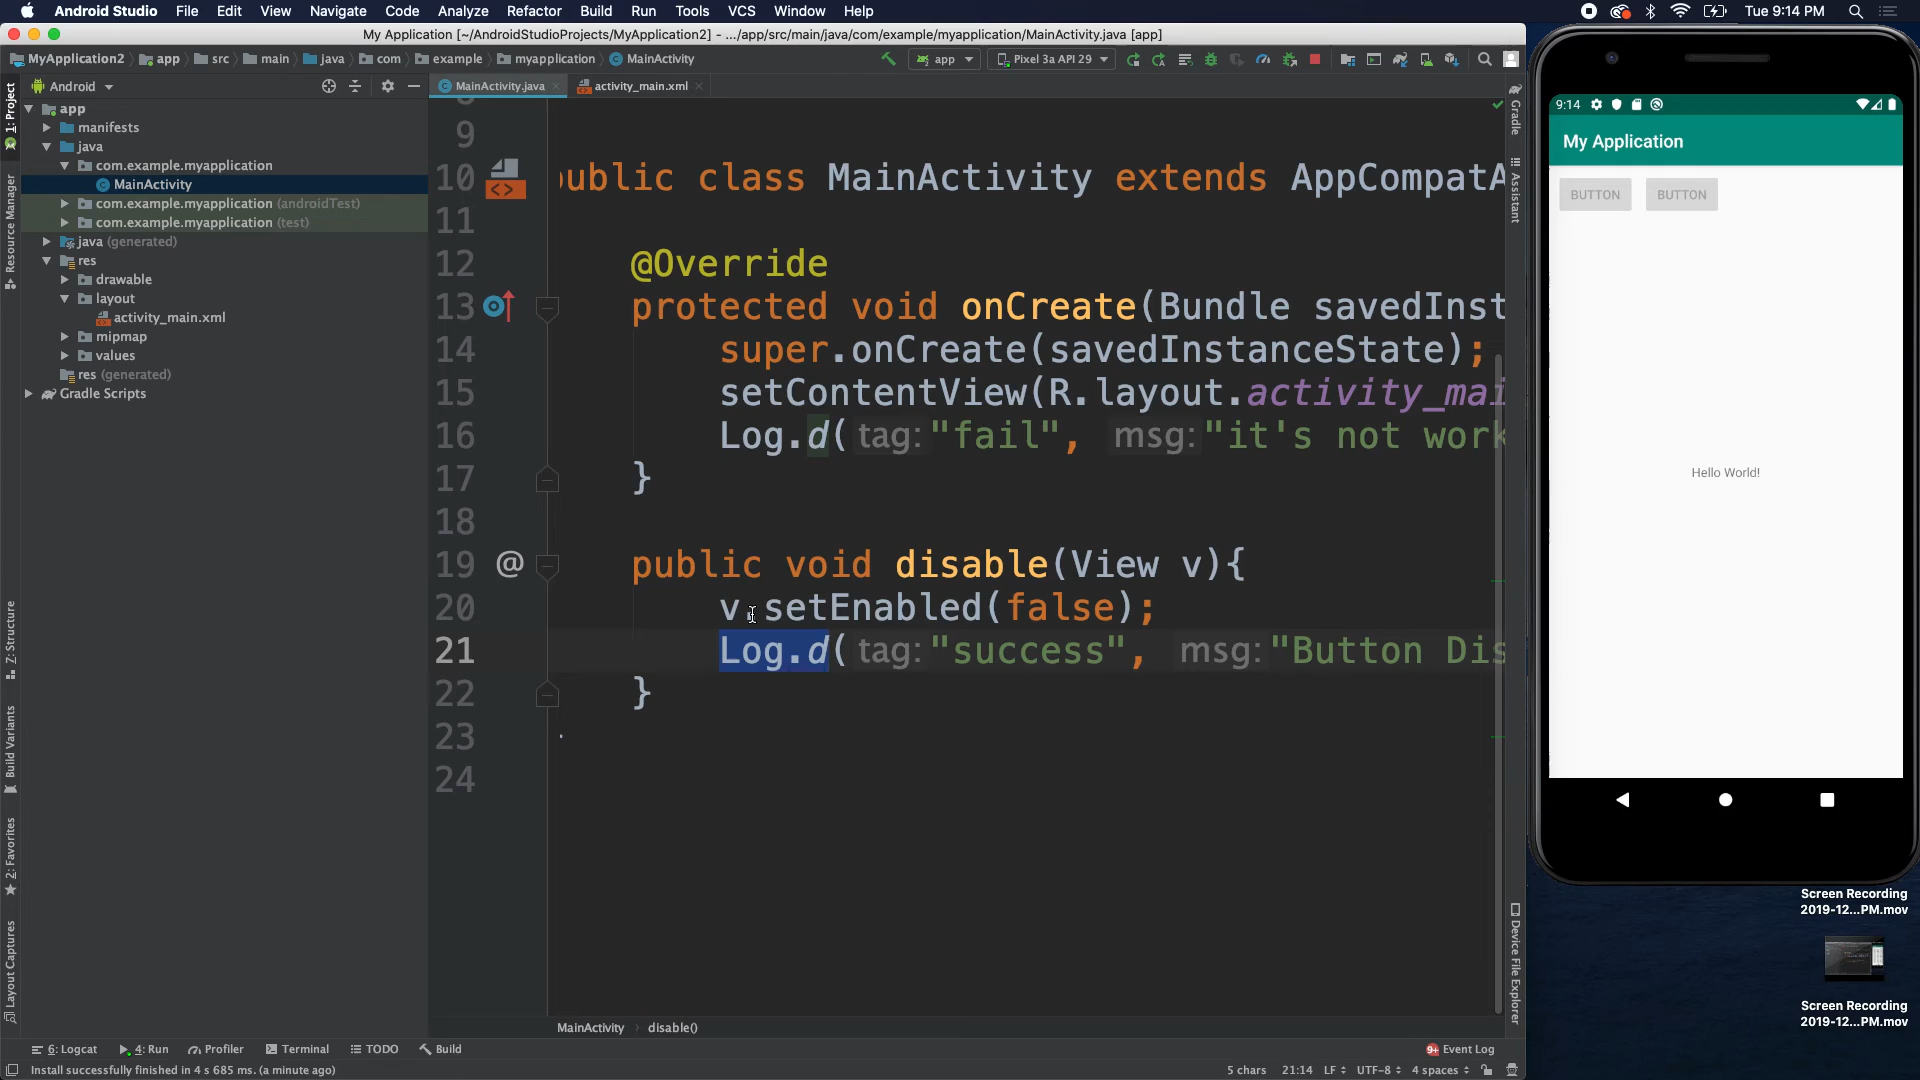 Android Studio File Edit View Navigate Code Analyze Refactor Build Run Tools VCS Window Help Tue 9:14 PM
My Application [~/AndroidStudioProjects/MyApplication2] - .../app/src/main/java/com/example/myapplication/MainActivity.java [app]
MyApplication2 app src main java com example myapplication MainActivity app Pixel 3a API 29
Android MainActivity.java activity_main.xml
1: Project
Resource Manager
Z: Structure
Build Variants
2: Favorites
Layout Captures
app
manifests
java
com.example.myapplication
MainActivity
com.example.myapplication (androidTest)
com.example.myapplication (test)
java (generated)
res
drawable
layout
activity_main.xml
mipmap
values
res (generated)
Gradle Scripts
9
10 public class MainActivity extends AppCompatA
11
12 @Override
13 protected void onCreate(Bundle savedInst
14 super.onCreate(savedInstanceState);
15 setContentView(R.layout.activity_mai
16 Log.d( tag: "fail", msg: "it's not work
17 }
18
19 @ public void disable(View v){
20 v.setEnabled(false);
21 Log.d( tag: "success", msg: "Button Dis
22 }
23
24
MainActivity disable()
Gradle
Assistant
Device File Explorer
6: Logcat 4: Run Profiler Terminal TODO Build 9+ Event Log
Install successfully finished in 4 s 685 ms. (a minute ago) 5 chars 21:14 LF UTF-8 4 spaces
9:14
My Application
BUTTON BUTTON
Hello World!
Screen Recording
2019-12...PM.mov
Screen Recording
2019-12...PM.mov